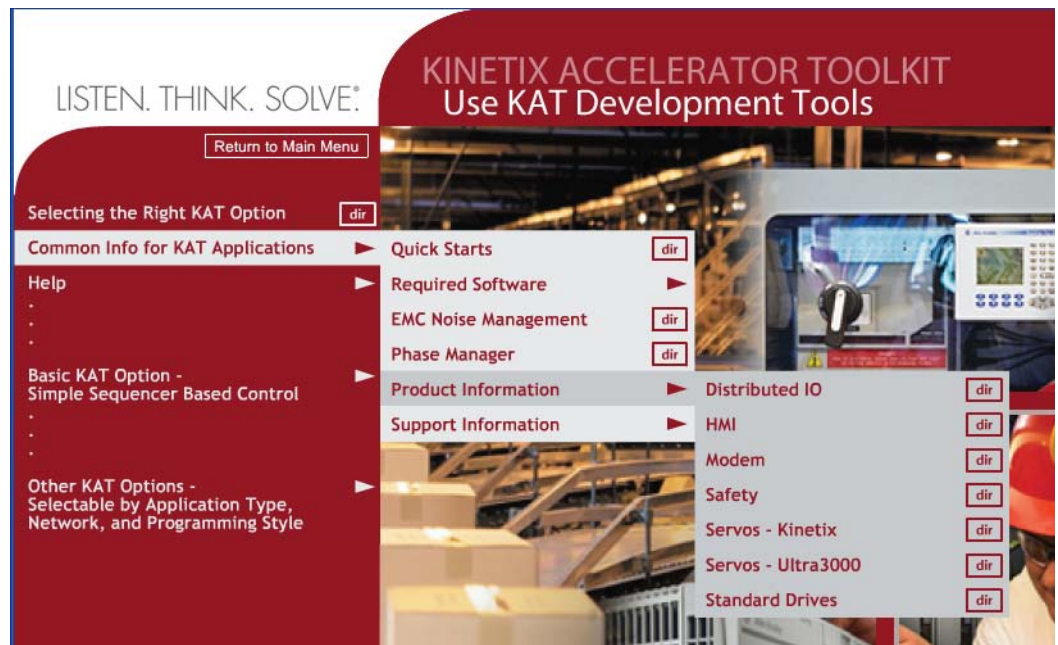 LISTEN. THINK. SOLVE.®
KINETIX ACCELERATOR TOOLKIT
Use KAT Development Tools
Return to Main Menu
Selecting the Right KAT Option dir
Common Info for KAT Applications
Help
.
.
.
Basic KAT Option -
Simple Sequencer Based Control
.
.
.
Other KAT Options -
Selectable by Application Type,
Network, and Programming Style
Quick Starts dir
Required Software
EMC Noise Management dir
Phase Manager dir
Product Information
Support Information
Distributed IO dir
HMI dir
Modem dir
Safety dir
Servos - Kinetix dir
Servos - Ultra3000 dir
Standard Drives dir